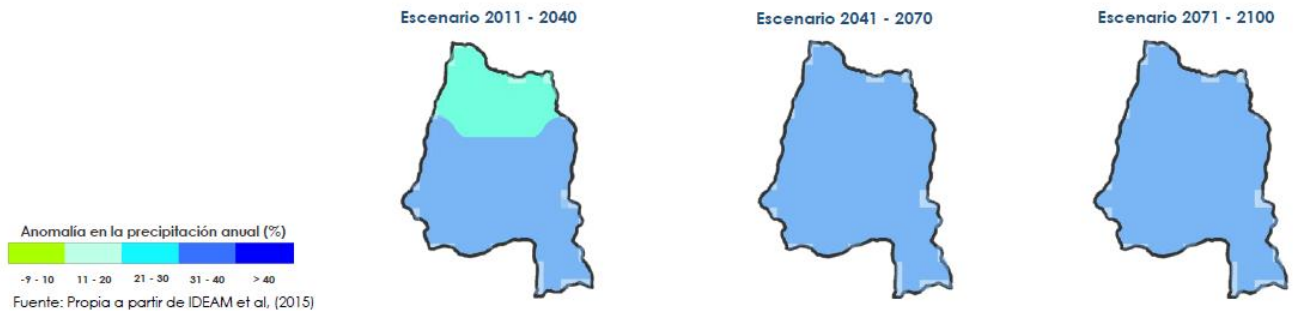 Escenario 2011 - 2040
Escenario 2041 - 2070
Escenario 2071 - 2100
Anomalía en la precipitación anual (%)
-9 - 10 11 - 20 21 - 30 31 - 40 > 40
Fuente: Propia a partir de IDEAM et al, (2015)